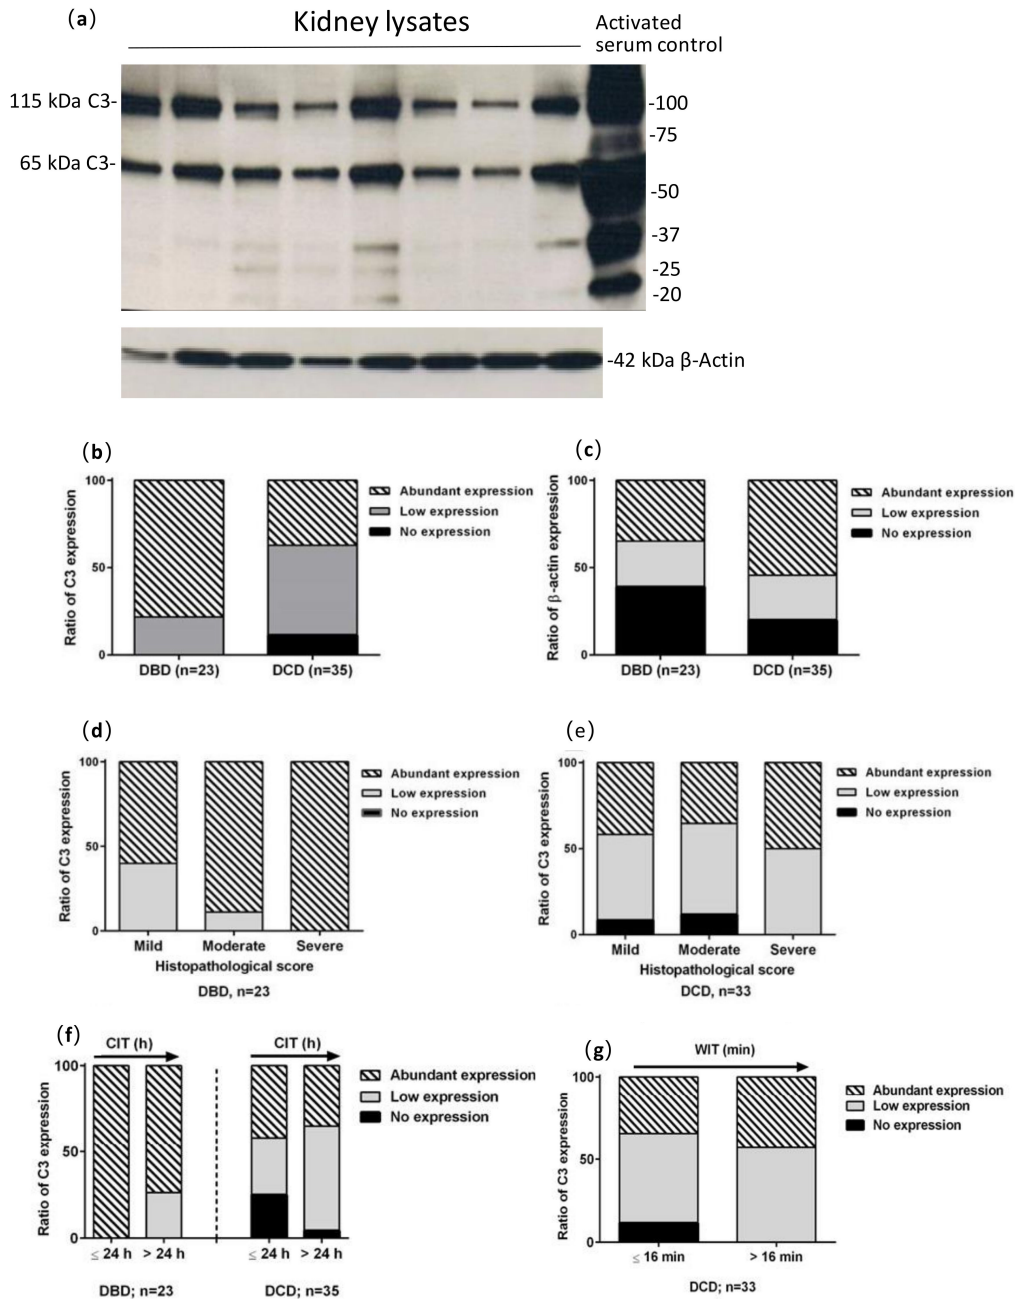 (a)
Kidney lysates
Activated
serum control
115 kDa C3-
65 kDa C3-
-100
-75
-50
-37
-25
-20
-42 kDa β-Actin
(b)
Ratio of C3 expression
100
50
0
DBD (n=23)
DCD (n=35)
Abundant expression
Low expression
No expression
(c)
Ratio of β-actin expression
100
50
0
DBD (n=23)
DCD (n=35)
Abundant expression
Low expression
No expression
(d)
Ratio of C3 expression
100
50
0
Mild
Moderate
Severe
Histopathological score
DBD, n=23
Abundant expression
Low expression
No expression
(e)
Ratio of C3 expression
100
50
0
Mild
Moderate
Severe
Histopathological score
DCD, n=33
Abundant expression
Low expression
No expression
(f)
CIT (h)
CIT (h)
Ratio of C3 expression
100
50
0
≤ 24 h
> 24 h
≤ 24 h
> 24 h
DBD; n=23
DCD; n=35
Abundant expression
Low expression
No expression
(g)
WIT (min)
Ratio of C3 expression
100
50
0
≤ 16 min
> 16 min
DCD; n=33
Abundant expression
Low expression
No expression